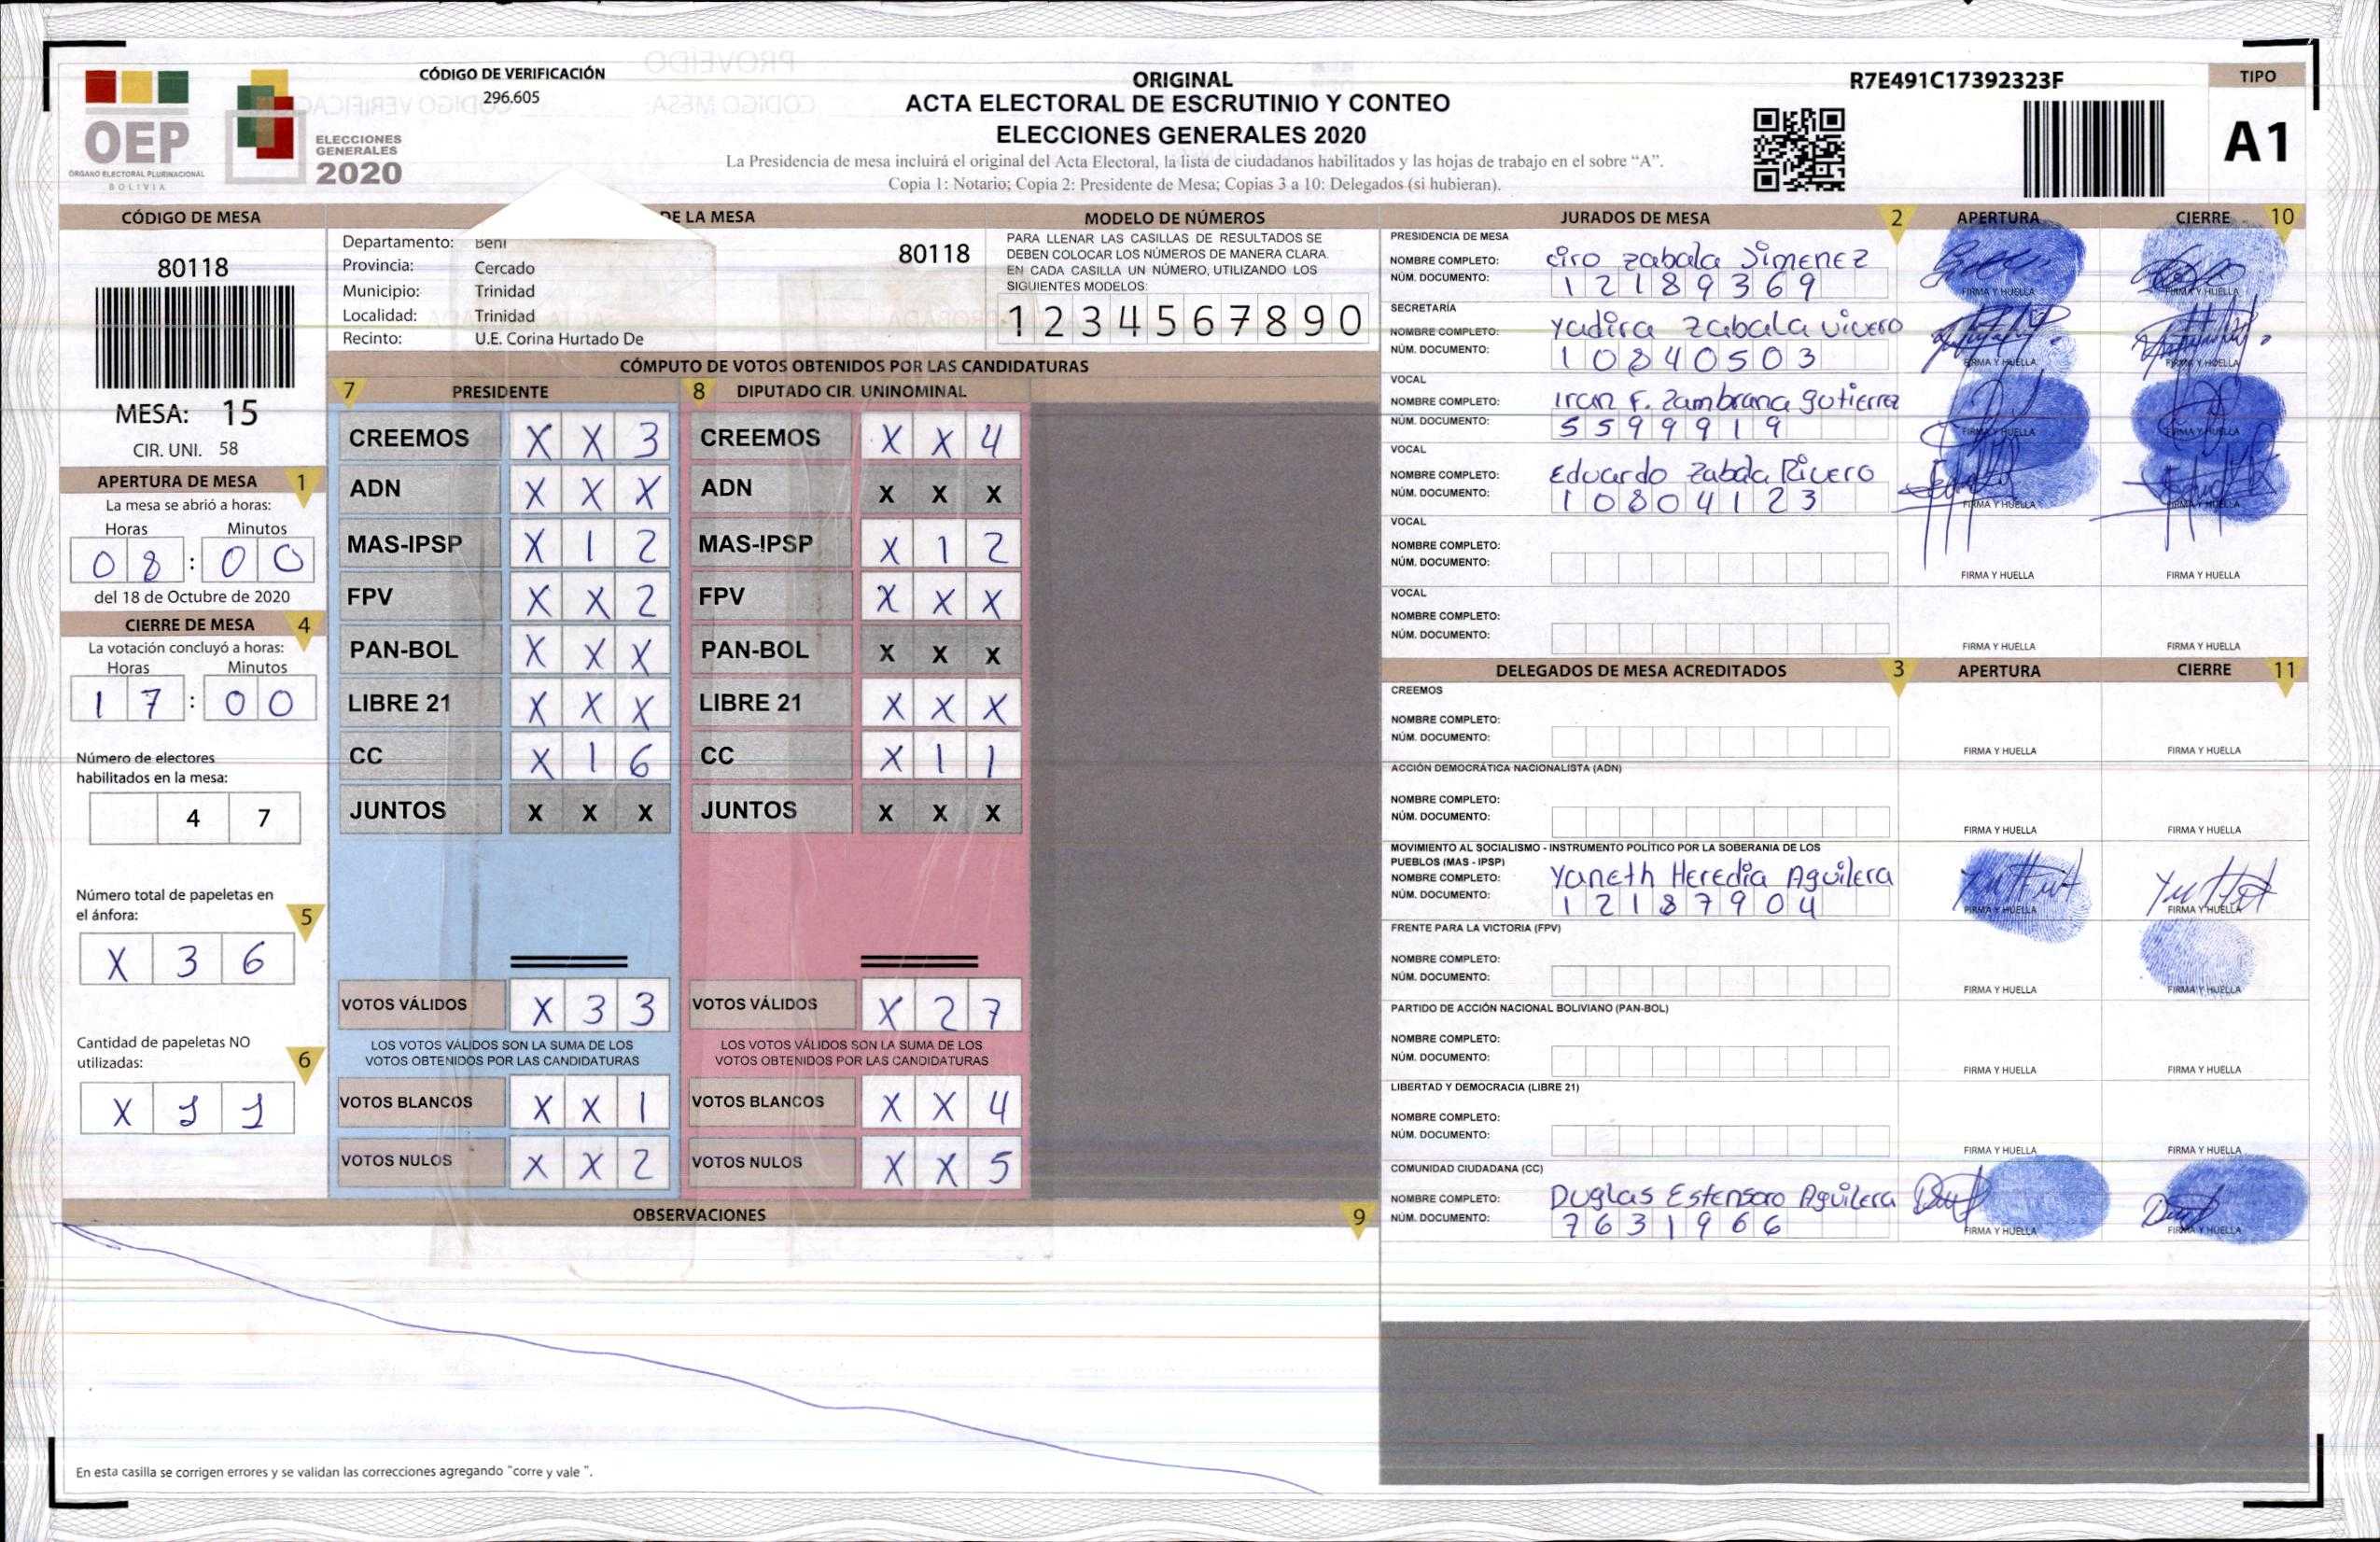 CÓDIGO DE VERIFICACIÓN
296.605
OEP
ÓRGANO ELECTORAL PLURINACIONAL
BOLIVIA
ELECCIONES
GENERALES
2020
ORIGINAL
ACTA ELECTORAL DE ESCRUTINIO Y CONTEO
ELECCIONES GENERALES 2020
La Presidencia de mesa incluirá el original del Acta Electoral, la lista de ciudadanos habilitados y las hojas de trabajo en el sobre “A”.
Copia 1: Notario; Copia 2: Presidente de Mesa; Copias 3 a 10: Delegados (si hubieran).
R7E491C17392323F
TIPO
A1
CÓDIGO DE MESA
80118
MESA: 15
CIR. UNI. 58
APERTURA DE MESA 1
La mesa se abrió a horas:
Horas Minutos
0 8 : 0 0
del 18 de Octubre de 2020
CIERRE DE MESA 4
La votación concluyó a horas:
Horas Minutos
1 7 : 0 0
Número de electores
habilitados en la mesa:
4 7
Número total de papeletas en
el ánfora: 5
X 3 6
Cantidad de papeletas NO
utilizadas: 6
X 1 1
DE LA MESA
Departamento: Beni
Provincia: Cercado
Municipio: Trinidad
Localidad: Trinidad
Recinto: U.E. Corina Hurtado De
80118
MODELO DE NÚMEROS
PARA LLENAR LAS CASILLAS DE RESULTADOS SE
DEBEN COLOCAR LOS NÚMEROS DE MANERA CLARA.
EN CADA CASILLA UN NÚMERO, UTILIZANDO LOS
SIGUIENTES MODELOS:
1 2 3 4 5 6 7 8 9 0
CÓMPUTO DE VOTOS OBTENIDOS POR LAS CANDIDATURAS
7 PRESIDENTE
CREEMOS X X 3
ADN X X X
MAS-IPSP X 1 2
FPV X X 2
PAN-BOL X X X
LIBRE 21 X X X
CC X 1 6
JUNTOS X X X
VOTOS VÁLIDOS X 3 3
LOS VOTOS VÁLIDOS SON LA SUMA DE LOS
VOTOS OBTENIDOS POR LAS CANDIDATURAS
VOTOS BLANCOS X X 1
VOTOS NULOS X X 2
8 DIPUTADO CIR. UNINOMINAL
CREEMOS X X 4
ADN X X X
MAS-IPSP X 1 2
FPV X X X
PAN-BOL X X X
LIBRE 21 X X X
CC X 1 1
JUNTOS X X X
VOTOS VÁLIDOS X 2 7
LOS VOTOS VÁLIDOS SON LA SUMA DE LOS
VOTOS OBTENIDOS POR LAS CANDIDATURAS
VOTOS BLANCOS X X 4
VOTOS NULOS X X 5
OBSERVACIONES 9
En esta casilla se corrigen errores y se validan las correcciones agregando "corre y vale ".
JURADOS DE MESA 2 APERTURA CIERRE 10
PRESIDENCIA DE MESA
NOMBRE COMPLETO: Ciro Zabala Jimenez
NÚM. DOCUMENTO: 12189369
FIRMA Y HUELLA FIRMA Y HUELLA
SECRETARÍA
NOMBRE COMPLETO: Yadira Zabala Vivero
NÚM. DOCUMENTO: 10840503
FIRMA Y HUELLA FIRMA Y HUELLA
VOCAL
NOMBRE COMPLETO: Iran F. Zambrana gutierrez
NÚM. DOCUMENTO: 5599919
FIRMA Y HUELLA FIRMA Y HUELLA
VOCAL
NOMBRE COMPLETO: Eduardo Zabala Rivero
NÚM. DOCUMENTO: 10804123
FIRMA Y HUELLA FIRMA Y HUELLA
VOCAL
NOMBRE COMPLETO:
NÚM. DOCUMENTO:
FIRMA Y HUELLA FIRMA Y HUELLA
VOCAL
NOMBRE COMPLETO:
NÚM. DOCUMENTO:
FIRMA Y HUELLA FIRMA Y HUELLA
DELEGADOS DE MESA ACREDITADOS 3 APERTURA CIERRE 11
CREEMOS
NOMBRE COMPLETO:
NÚM. DOCUMENTO:
FIRMA Y HUELLA FIRMA Y HUELLA
ACCIÓN DEMOCRÁTICA NACIONALISTA (ADN)
NOMBRE COMPLETO:
NÚM. DOCUMENTO:
FIRMA Y HUELLA FIRMA Y HUELLA
MOVIMIENTO AL SOCIALISMO - INSTRUMENTO POLÍTICO POR LA SOBERANIA DE LOS
PUEBLOS (MAS - IPSP)
NOMBRE COMPLETO: Yaneth Heredia Aguilera
NÚM. DOCUMENTO: 12187904
FIRMA Y HUELLA FIRMA Y HUELLA
FRENTE PARA LA VICTORIA (FPV)
NOMBRE COMPLETO:
NÚM. DOCUMENTO:
FIRMA Y HUELLA FIRMA Y HUELLA
PARTIDO DE ACCIÓN NACIONAL BOLIVIANO (PAN-BOL)
NOMBRE COMPLETO:
NÚM. DOCUMENTO:
FIRMA Y HUELLA FIRMA Y HUELLA
LIBERTAD Y DEMOCRACIA (LIBRE 21)
NOMBRE COMPLETO:
NÚM. DOCUMENTO:
FIRMA Y HUELLA FIRMA Y HUELLA
COMUNIDAD CIUDADANA (CC)
NOMBRE COMPLETO: Duglas Estensoro Aguilera
NÚM. DOCUMENTO: 7631966
FIRMA Y HUELLA FIRMA Y HUELLA